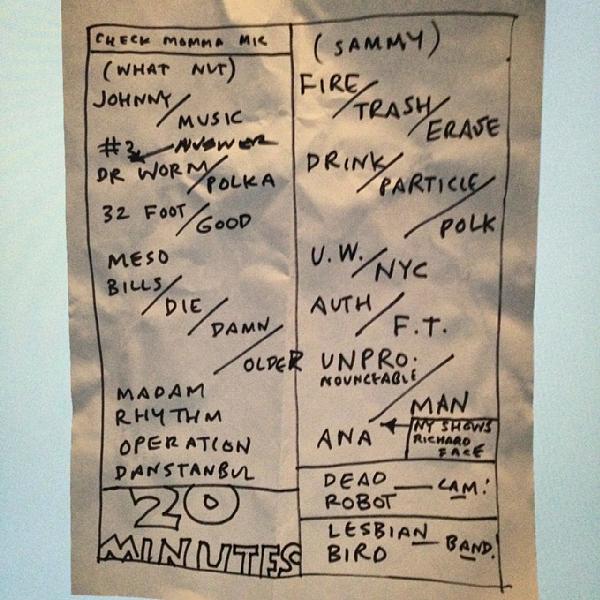 CHECK MOMMA MIC
(WHAT NUT)
JOHNNY/
MUSIC
#3
DR WORM/
POLKA
32 FOOT/
GOOD
MESO
BILLS/
DIE/
DAMN/
OLDER
MADAM
RHYTHM
OPERATION
DANSTANBUL
20
MINUTES
(SAMMY)
FIRE/
TRASH/
ERASE
DRINK/
PARTICLE/
POLK
U.W./
NYC
AUTH/
F.T.
UNPRO-
NOUNCEABLE/
MAN
ANA
NY SHOWS
RICHARD
FACE
DEAD
ROBOT — CAM!
LESBIAN
BIRD — BAND.